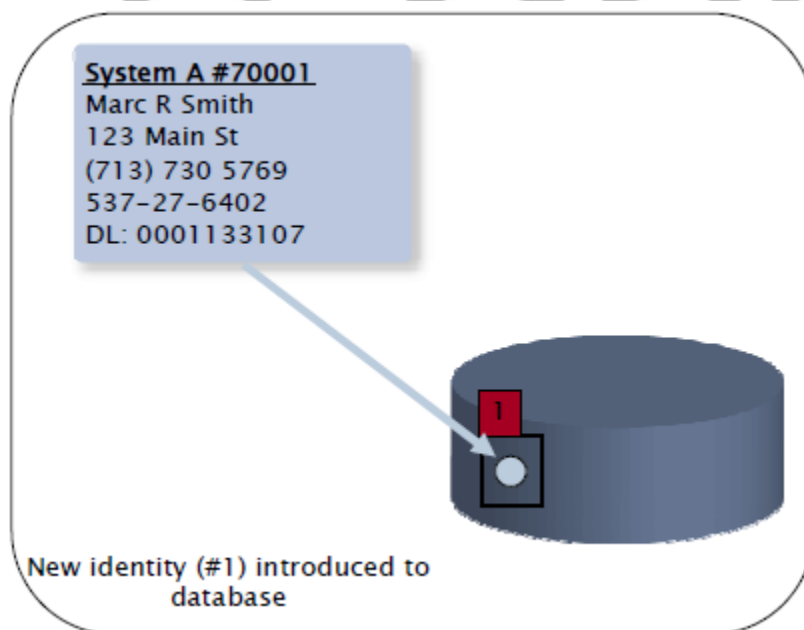 System A #70001
Marc R Smith
123 Main St
(713) 730 5769
537-27-6402
DL: 0001133107
1
New identity (#1) introduced to
database